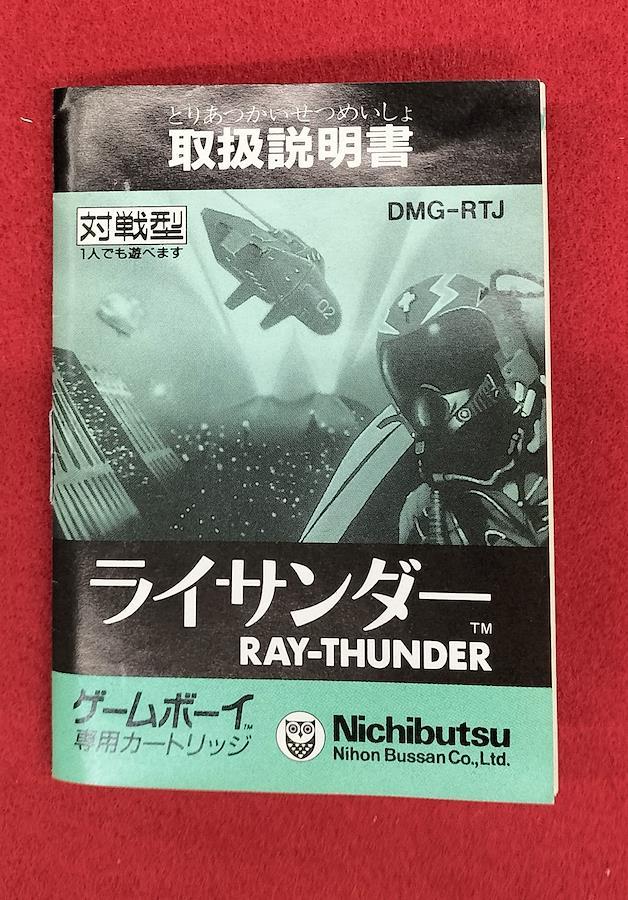 とりあつかいせつめいしょ
取扱説明書
DMG-RTJ
対戦型
1人でも遊べます
02
ライサンダー
TM
RAY-THUNDER
ゲームボーイ TM
専用カートリッジ
Nichibutsu
Nihon Bussan Co., Ltd.